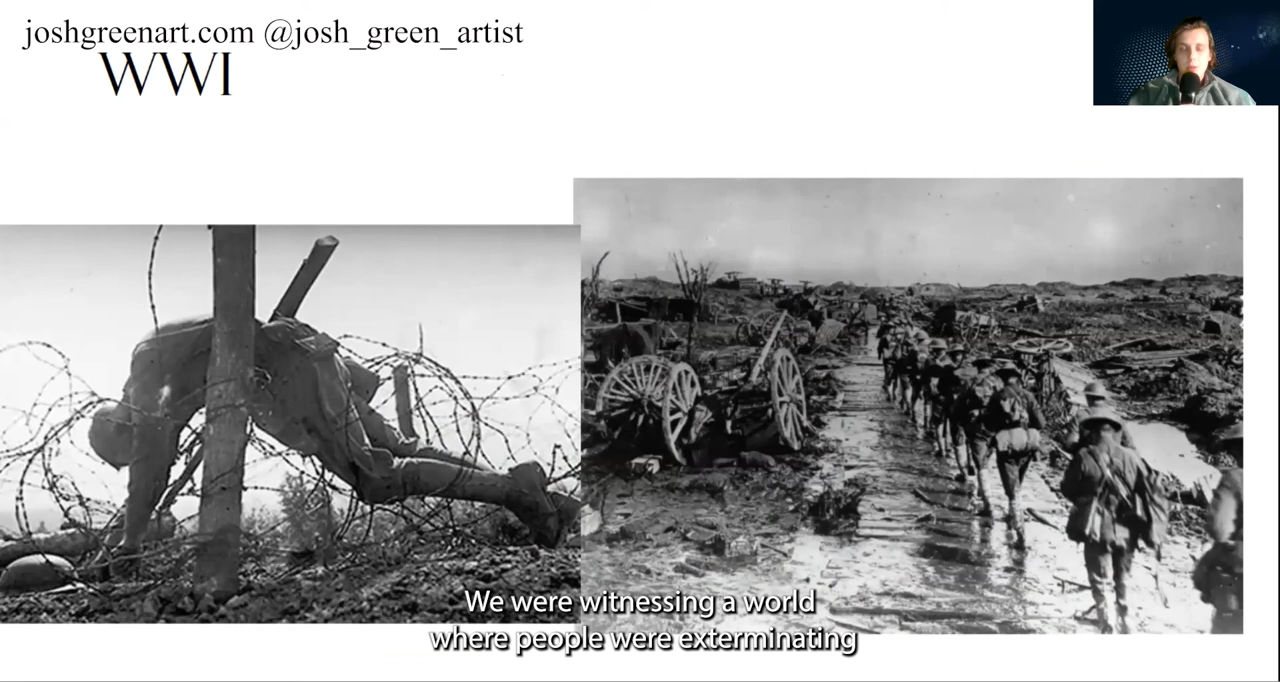 joshgreenart.com @josh_green_artist
WWI
We were witnessing a world
where people were exterminating